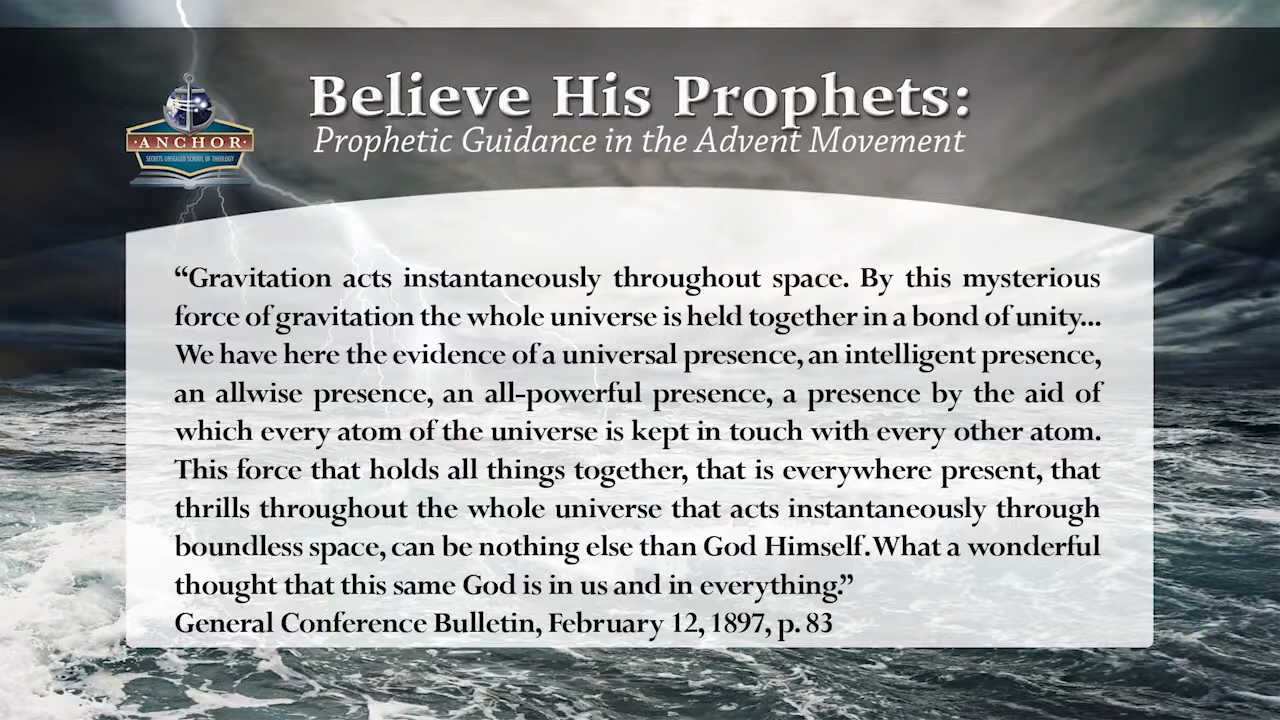 Believe His Prophets:
Prophetic Guidance in the Advent Movement
·ANCHOR·
SECRETS UNSEALED SCHOOL OF THEOLOGY
“Gravitation acts instantaneously throughout space. By this mysterious
force of gravitation the whole universe is held together in a bond of unity...
We have here the evidence of a universal presence, an intelligent presence,
an allwise presence, an all-powerful presence, a presence by the aid of
which every atom of the universe is kept in touch with every other atom.
This force that holds all things together, that is everywhere present, that
thrills throughout the whole universe that acts instantaneously through
boundless space, can be nothing else than God Himself. What a wonderful
thought that this same God is in us and in everything.”
General Conference Bulletin, February 12, 1897, p. 83